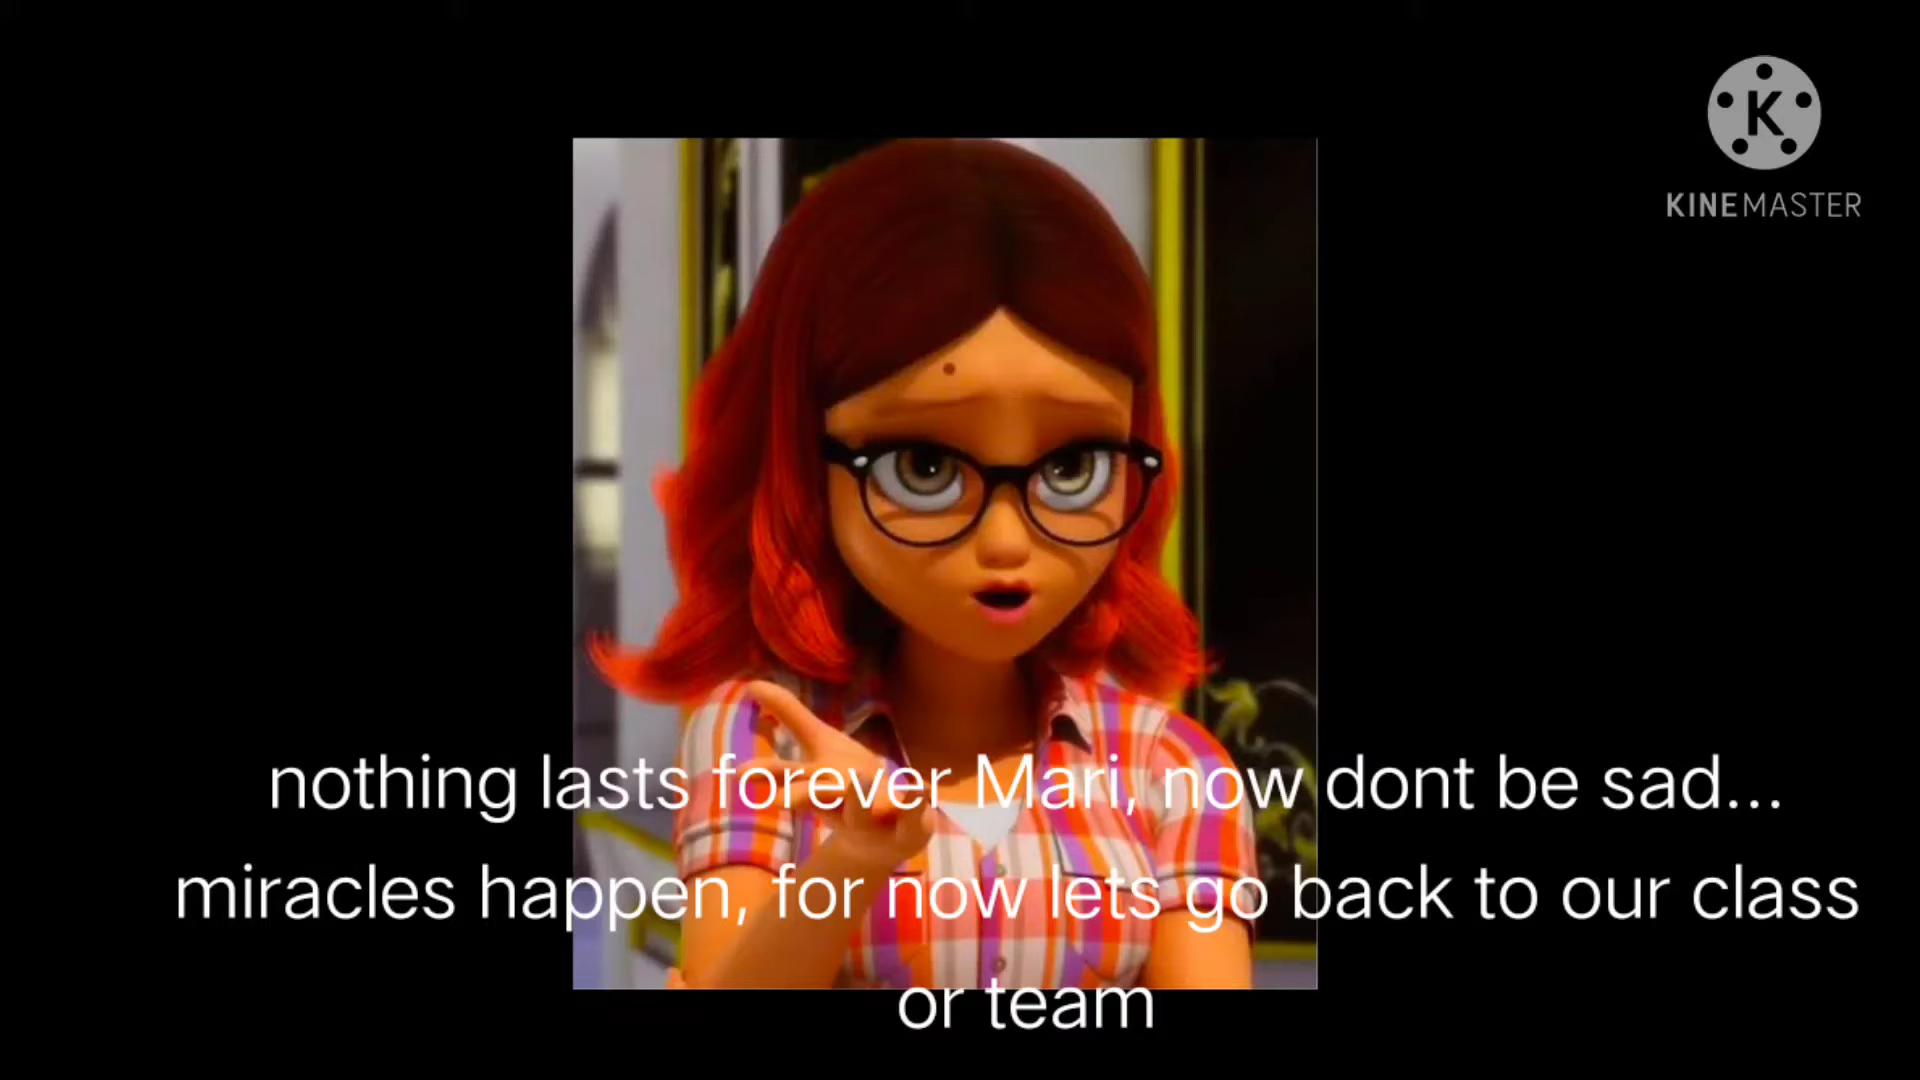 K
KINEMASTER
nothing lasts forever Mari, now dont be sad...
miracles happen, for now lets go back to our class
or team